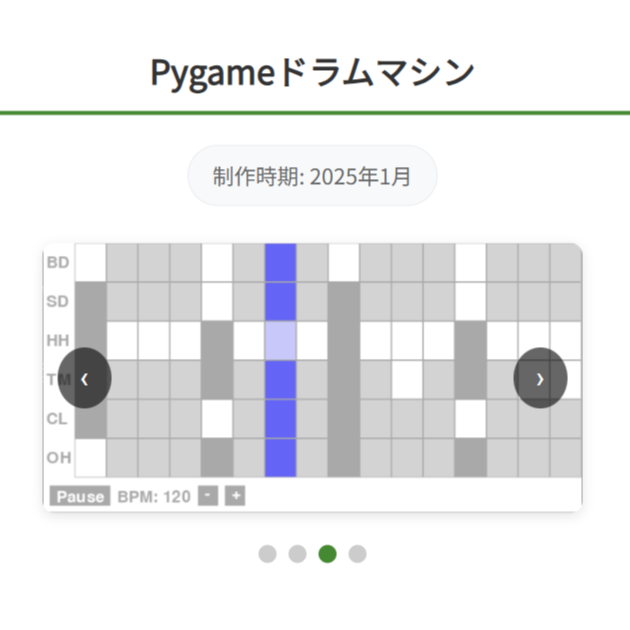 Pygameドラムマシン
制作時期: 2025年1月
BD
SD
HH
TM
CL
OH
‹ ›
Pause BPM: 120 - +